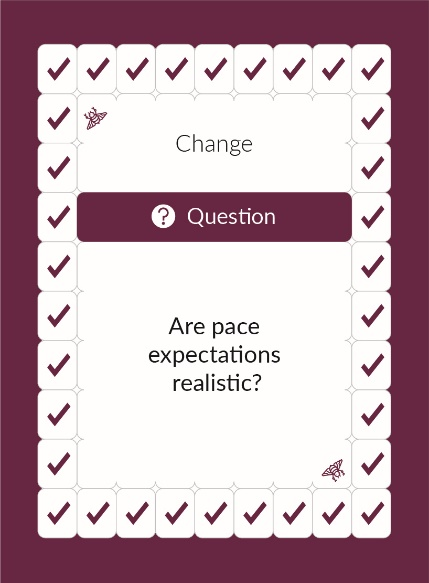 Change
Question
Are pace
expectations
realistic?